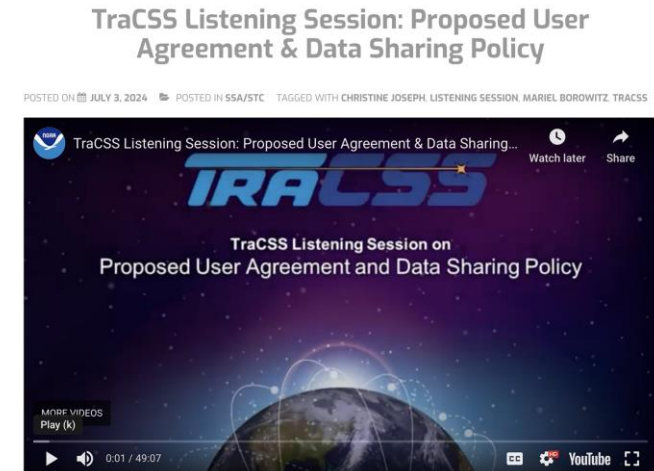 TraCSS Listening Session: Proposed User
Agreement & Data Sharing Policy
POSTED ON JULY 3, 2024 POSTED IN SSA/STC TAGGED WITH CHRISTINE JOSEPH, LISTENING SESSION, MARIEL BOROWITZ, TRACSS
NOAA TraCSS Listening Session: Proposed User Agreement & Data Sharing...
Watch later Share
TRACSS
TraCSS Listening Session on
Proposed User Agreement and Data Sharing Policy
MORE VIDEOS
Play (k)
0:01 / 49:07 CC HD YouTube